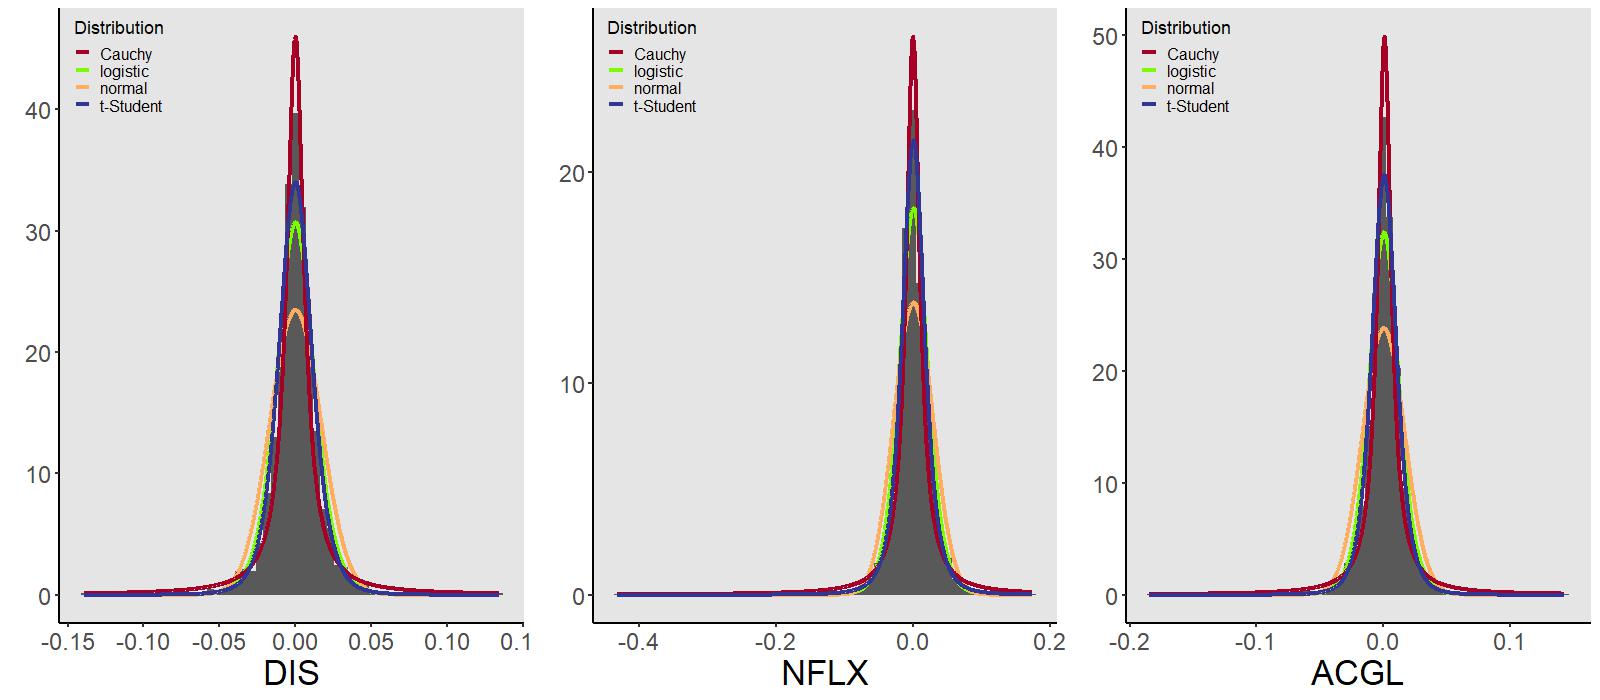 Distribution
Cauchy
logistic
normal
t-Student
40
30
20
10
0
-0.15 -0.10 -0.05 0.00 0.05 0.10 0.1
DIS
Distribution
Cauchy
logistic
normal
t-Student
20
10
0
-0.4 -0.2 0.0 0.2
NFLX
Distribution
Cauchy
logistic
normal
t-Student
50
40
30
20
10
0
-0.2 -0.1 0.0 0.1
ACGL